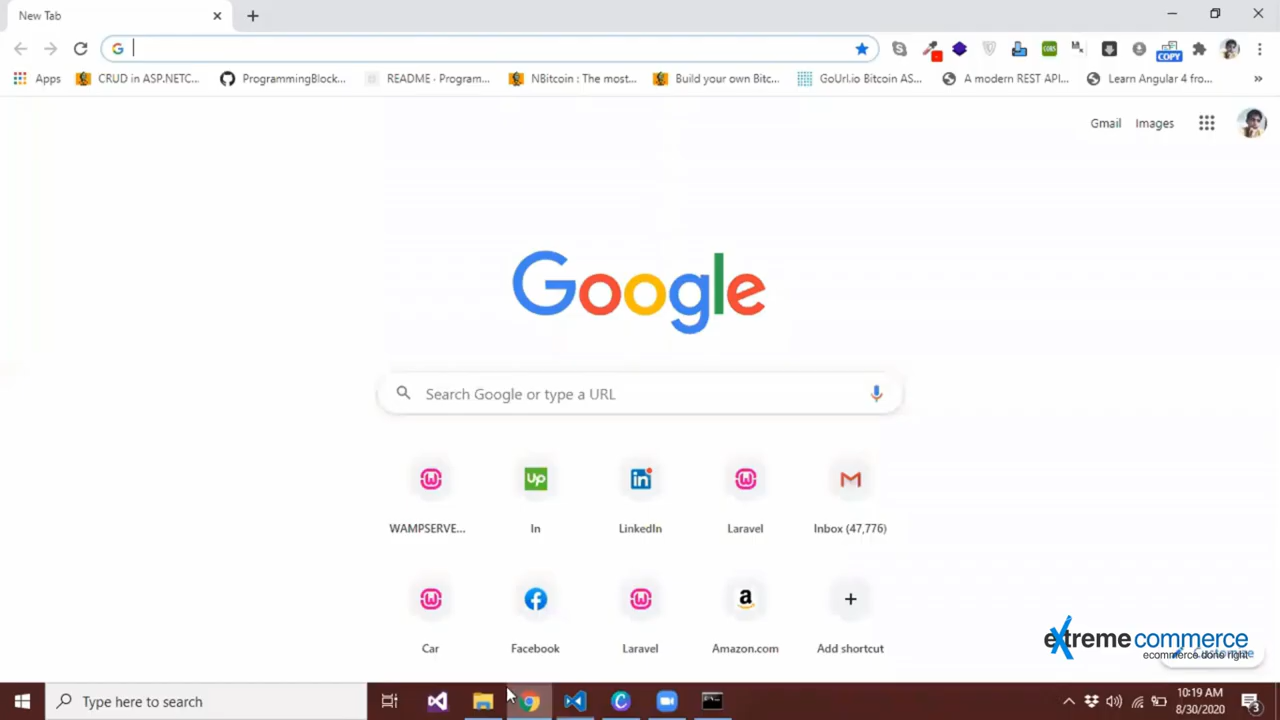 New Tab
Apps
CRUD in ASP.NETC...
ProgrammingBlock...
README - Program...
NBitcoin : The most...
Build your own Bitc...
GoUrl.io Bitcoin AS...
A modern REST API...
Learn Angular 4 fro...
»
COPY
Gmail
Images
Google
Search Google or type a URL
WAMPSERVE...
In
LinkedIn
Laravel
Inbox (47,776)
Car
Facebook
Laravel
Amazon.com
Add shortcut
extreme commerce
ecommerce done right
Type here to search
10:19 AM
8/30/2020
3